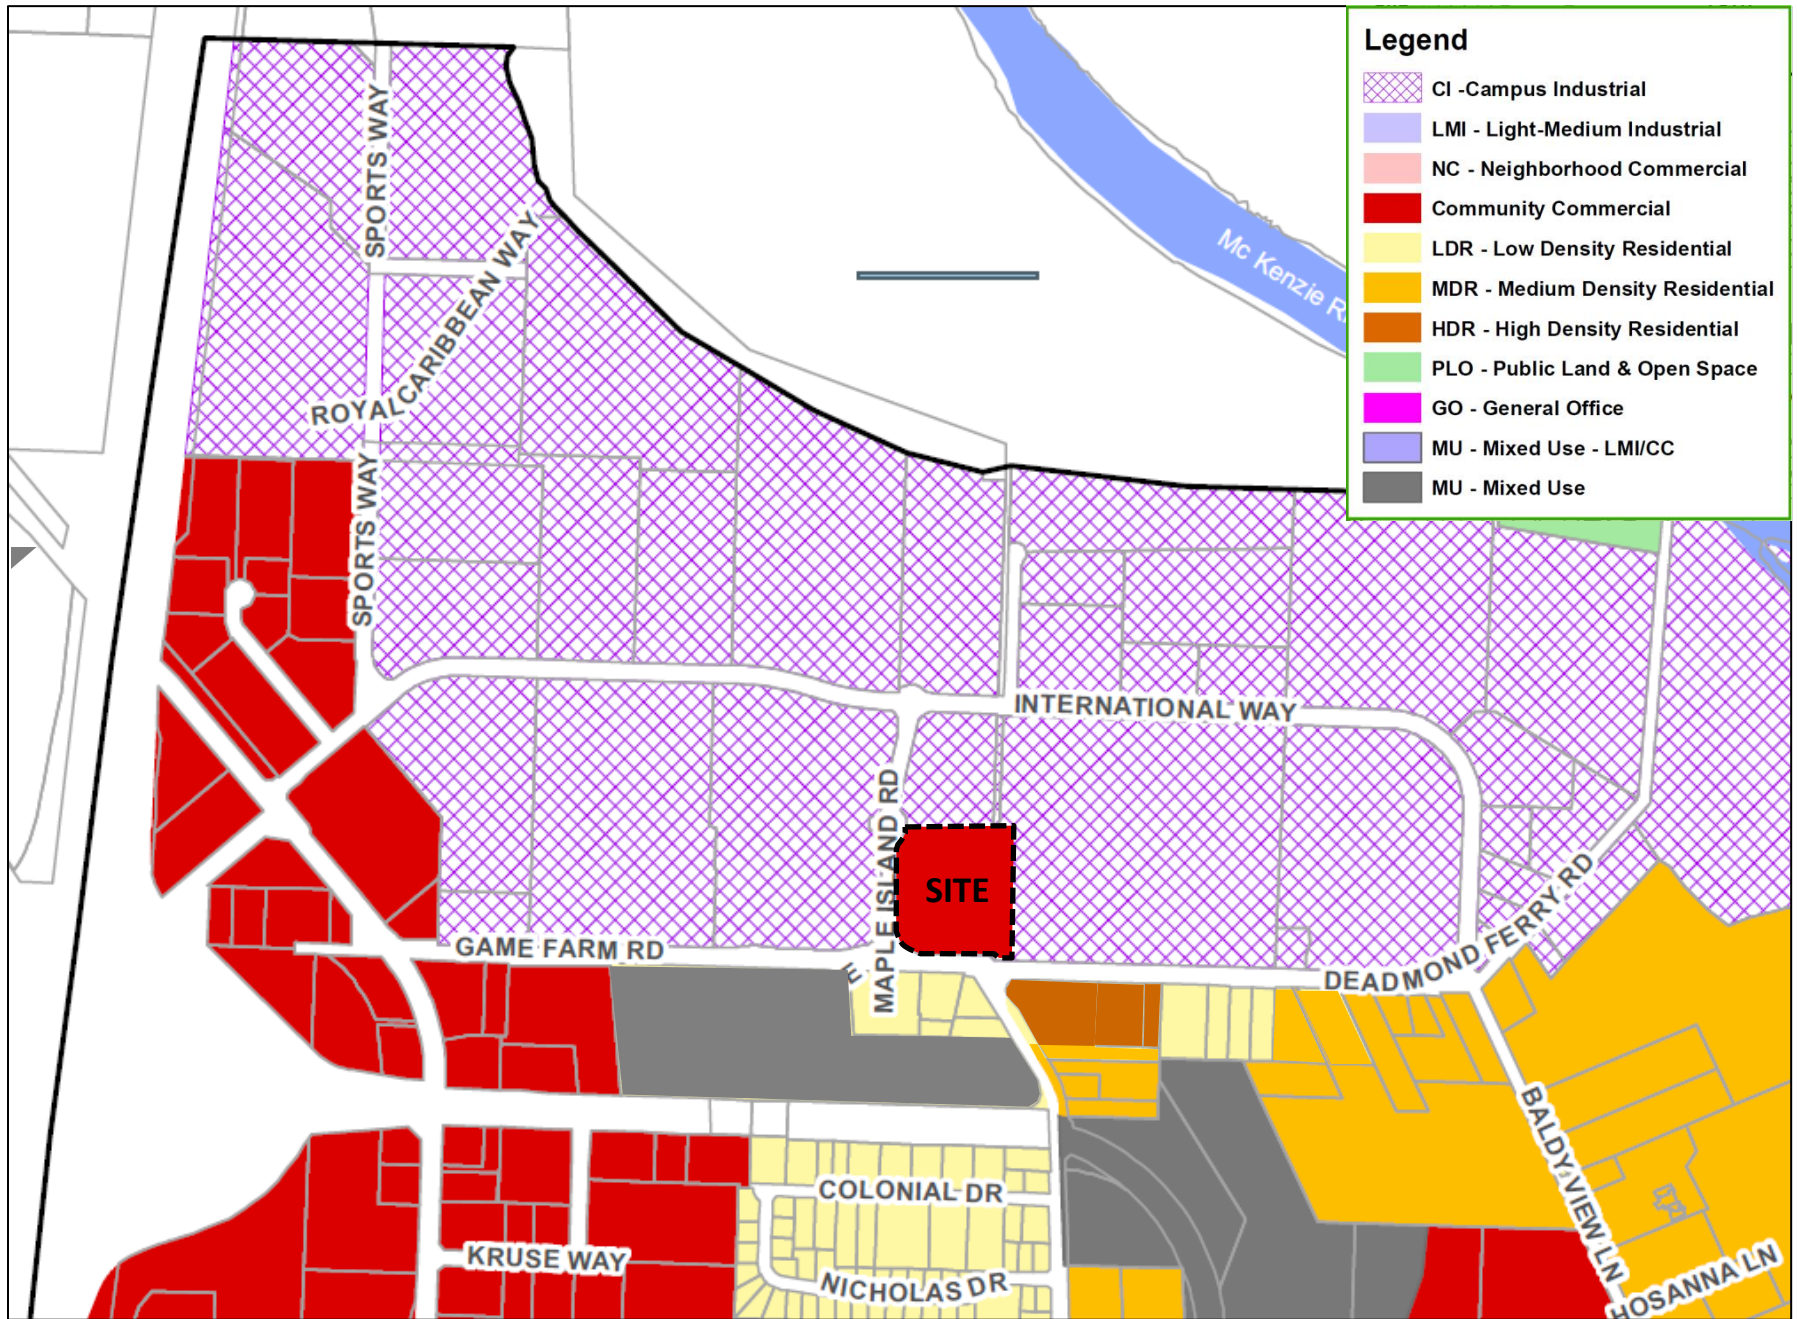 Legend
CI -Campus Industrial
LMI - Light-Medium Industrial
NC - Neighborhood Commercial
Community Commercial
LDR - Low Density Residential
MDR - Medium Density Residential
HDR - High Density Residential
PLO - Public Land & Open Space
GO - General Office
MU - Mixed Use - LMI/CC
MU - Mixed Use
SPORTS WAY
Mc Kenzie
ROYAL CARIBBEAN WAY
SPORTS WAY
INTERNATIONAL WAY
MAPLE ISLAND RD
SITE
GAME FARM RD
E
DEADMOND FERRY RD
BALDY VIEW LN
COLONIAL DR
KRUSE WAY
NICHOLAS DR
HOSANNA LN